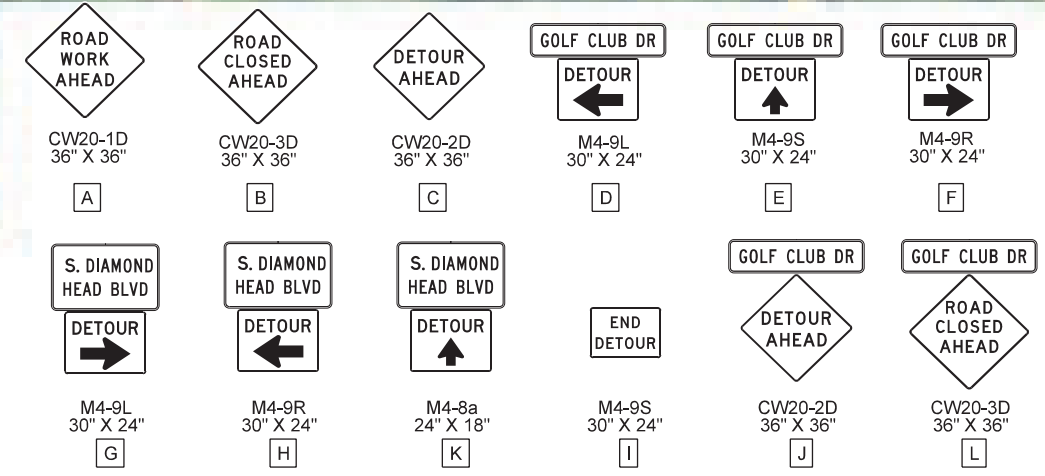 ROAD
WORK
AHEAD
CW20-1D
36" X 36"
A
ROAD
CLOSED
AHEAD
CW20-3D
36" X 36"
B
DETOUR
AHEAD
CW20-2D
36" X 36"
C
GOLF CLUB DR
DETOUR
M4-9L
30" X 24"
D
GOLF CLUB DR
DETOUR
M4-9S
30" X 24"
E
GOLF CLUB DR
DETOUR
M4-9R
30" X 24"
F
S. DIAMOND
HEAD BLVD
DETOUR
M4-9L
30" X 24"
G
S. DIAMOND
HEAD BLVD
DETOUR
M4-9R
30" X 24"
H
S. DIAMOND
HEAD BLVD
DETOUR
M4-8a
24" X 18"
K
END
DETOUR
M4-9S
30" X 24"
I
GOLF CLUB DR
DETOUR
AHEAD
CW20-2D
36" X 36"
J
GOLF CLUB DR
ROAD
CLOSED
AHEAD
CW20-3D
36" X 36"
L